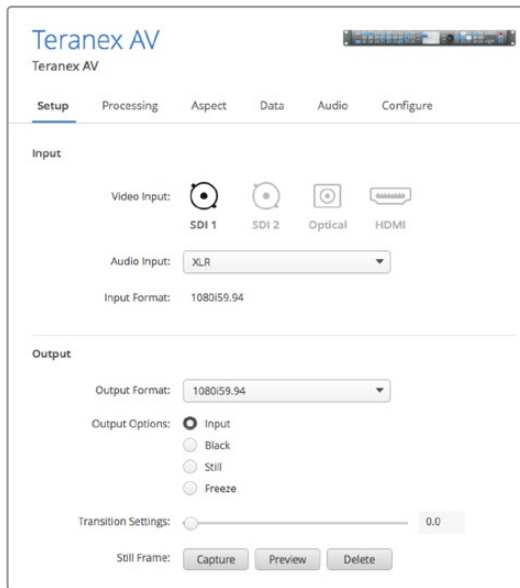 Teranex AV
Teranex AV
Setup Processing Aspect Data Audio Configure
Input
Video Input:
SDI 1 SDI 2 Optical HDMI
Audio Input: XLR
Input Format: 1080i59.94
Output
Output Format: 1080i59.94
Output Options: Input
Black
Still
Freeze
Transition Settings: 0.0
Still Frame: Capture Preview Delete